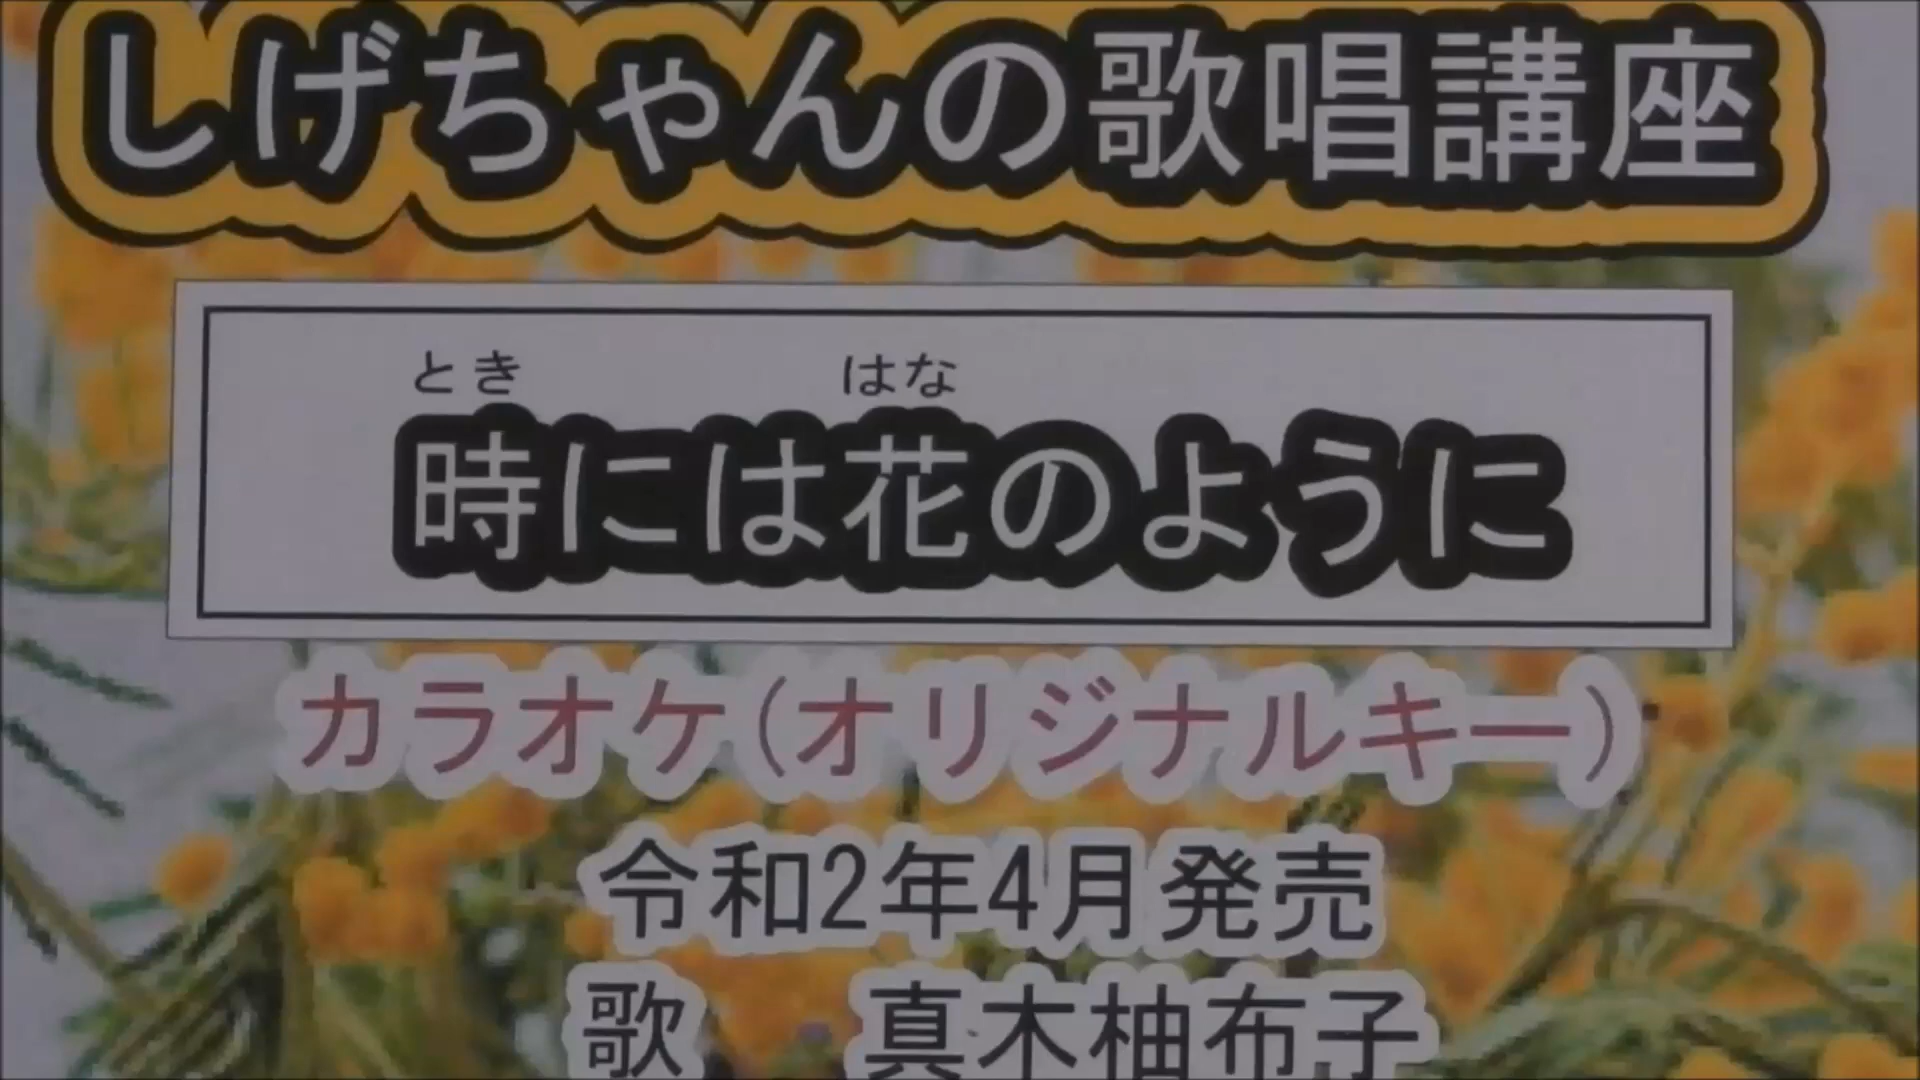 しげちゃんの歌唱講座
とき はな
時には花のように
カラオケ(オリジナルキー)
令和2年4月発売
歌 真木柚布子